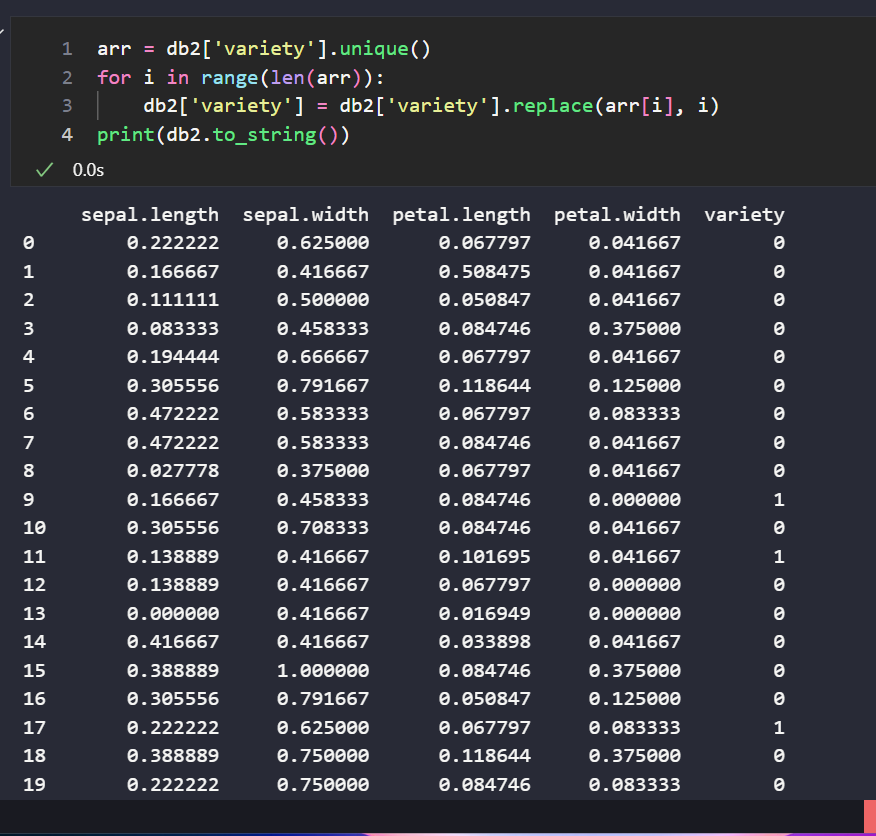 1 arr = db2['variety'].unique()
2 for i in range(len(arr)):
3 db2['variety'] = db2['variety'].replace(arr[i], i)
4 print(db2.to_string())
0.0s
sepal.length sepal.width petal.length petal.width variety
0 0.222222 0.625000 0.067797 0.041667 0
1 0.166667 0.416667 0.508475 0.041667 0
2 0.111111 0.500000 0.050847 0.041667 0
3 0.083333 0.458333 0.084746 0.375000 0
4 0.194444 0.666667 0.067797 0.041667 0
5 0.305556 0.791667 0.118644 0.125000 0
6 0.472222 0.583333 0.067797 0.083333 0
7 0.472222 0.583333 0.084746 0.041667 0
8 0.027778 0.375000 0.067797 0.041667 0
9 0.166667 0.458333 0.084746 0.000000 1
10 0.305556 0.708333 0.084746 0.041667 0
11 0.138889 0.416667 0.101695 0.041667 1
12 0.138889 0.416667 0.067797 0.000000 0
13 0.000000 0.416667 0.016949 0.000000 0
14 0.416667 0.416667 0.033898 0.041667 0
15 0.388889 1.000000 0.084746 0.375000 0
16 0.305556 0.791667 0.050847 0.125000 0
17 0.222222 0.625000 0.067797 0.083333 1
18 0.388889 0.750000 0.118644 0.375000 0
19 0.222222 0.750000 0.084746 0.083333 0